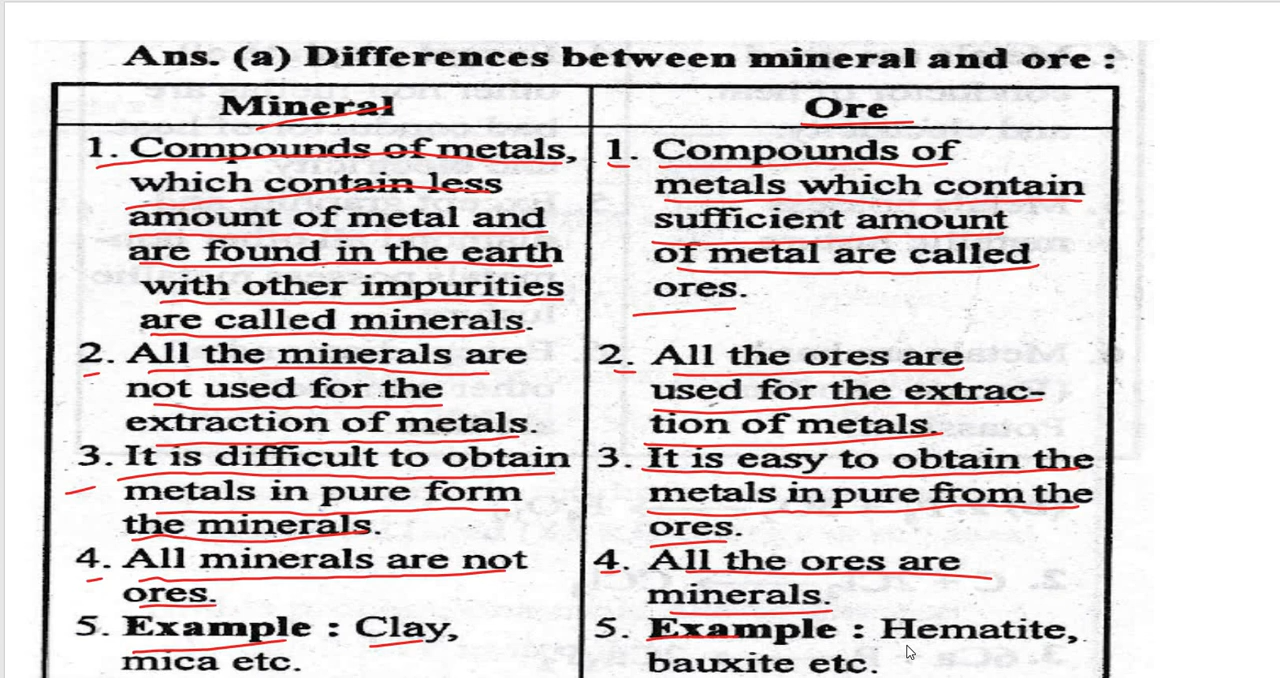 Ans. (a) Differences between mineral and ore :
Mineral
1. Compounds of metals,
which contain less
amount of metal and
are found in the earth
with other impurities
are called minerals.
2. All the minerals are
not used for the
extraction of metals.
3. It is difficult to obtain
metals in pure form
the minerals.
4. All minerals are not
ores.
5. Example : Clay,
mica etc.
Ore
1. Compounds of
metals which contain
sufficient amount
of metal are called
ores.
2. All the ores are
used for the extrac-
tion of metals.
3. It is easy to obtain the
metals in pure from the
ores.
4. All the ores are
minerals.
5. Example : Hematite,
bauxite etc.